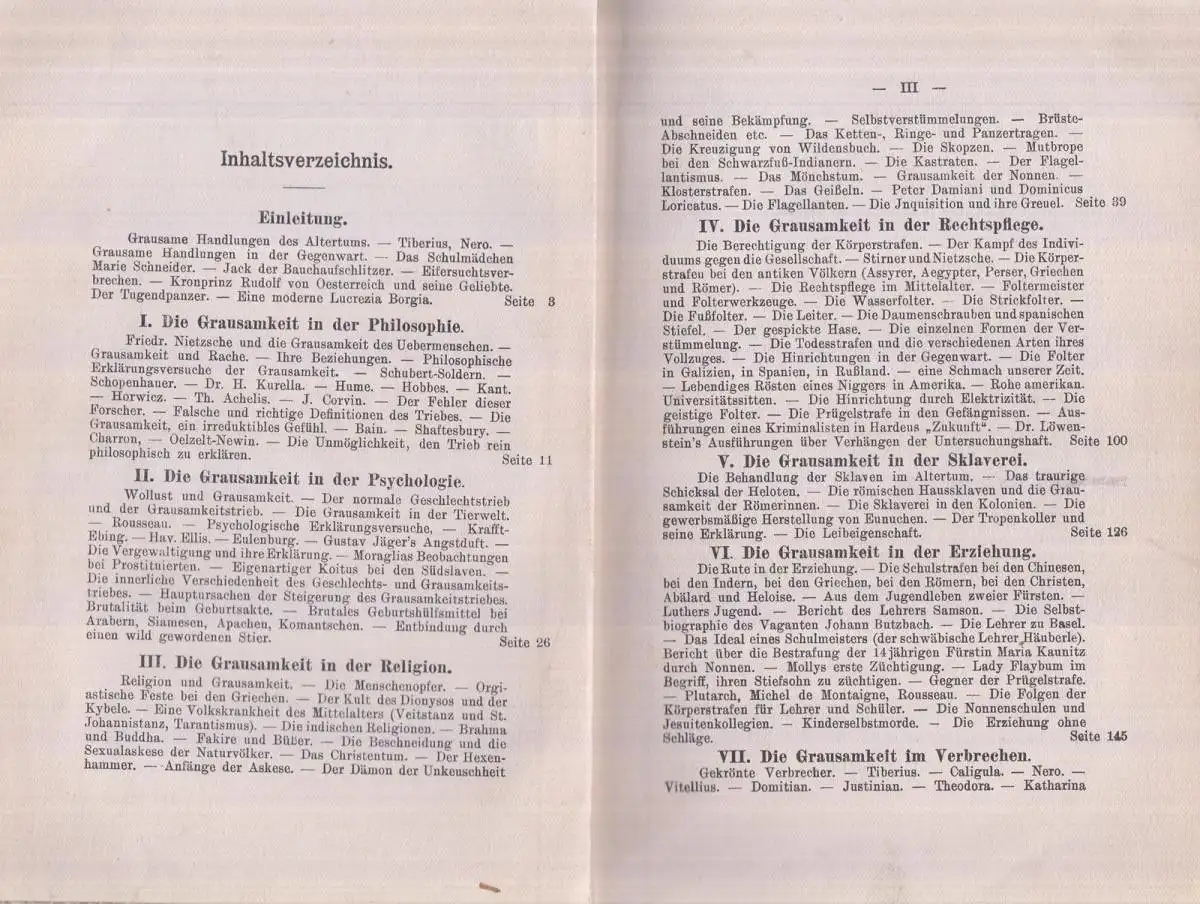 Inhaltsverzeichnis.
Einleitung.
Grausame Handlungen des Altertums. — Tiberius, Nero. —
Grausame Handlungen in der Gegenwart. — Das Schulmädchen
Marie Schneider. — Jack der Bauchaufschlitzer. — Eifersuchtsver-
brechen. — Kronprinz Rudolf von Oesterreich und seine Geliebte.
Der Tugendpanzer. — Eine moderne Lucrezia Borgia. Seite 3
I. Die Grausamkeit in der Philosophie.
Friedr. Nietzsche und die Grausamkeit des Uebermenschen. —
Grausamkeit und Rache. — Ihre Beziehungen. — Philosophische
Erklärungsversuche der Grausamkeit. — Schubert-Soldern. —
Schopenhauer. — Dr. H. Kurella. — Hume. — Hobbes. — Kant.
— Horwicz. — Th. Achelis. — J. Corvin. — Der Fehler dieser
Forscher. — Falsche und richtige Definitionen des Triebes. — Die
Grausamkeit, ein irreduktibles Gefühl. — Bain. — Shaftesbury. —
Charron, — Oelzelt-Newin. — Die Unmöglichkeit, den Trieb rein
philosophisch zu erklären. Seite 11
II. Die Grausamkeit in der Psychologie.
Wollust und Grausamkeit. — Der normale Geschlechtstrieb
und der Grausamkeitstrieb. — Die Grausamkeit in der Tierwelt.
— Rousseau. — Psychologische Erklärungsversuche. — Krafft-
Ebing. — Hav. Ellis. — Eulenburg. — Gustav Jäger's Angstduft. —
Die Vergewaltigung und ihre Erklärung. — Moraglias Beobachtungen
bei Prostituierten. — Eigenartiger Koitus bei den Südslaven. —
Die innerliche Verschiedenheit des Geschlechts- und Grausamkeits-
triebes. — Hauptursachen der Steigerung des Grausamkeitstriebes.
Brutalität beim Geburtsakte. — Brutales Geburtshülfsmittel bei
Arabern, Siamesen, Apachen, Komantschen. — Entbindung durch
einen wild gewordenen Stier. Seite 26
III. Die Grausamkeit in der Religion.
Religion und Grausamkeit. — Die Menschenopfer. — Orgi-
astische Feste bei den Griechen. — Der Kult des Dionysos und der
Kybele. — Eine Volkskrankheit des Mittelalters (Veitstanz und St.
Johannistanz, Tarantismus). — Die indischen Religionen. — Brahma
und Buddha. — Fakire und Büßer. — Die Beschneidung und die
Sexualaskese der Naturvölker. — Das Christentum. — Der Hexen-
hammer. — Anfänge der Askese. — Der Dämon der Unkeuschheit
— III —
und seine Bekämpfung. — Selbstverstümmelungen. — Brüste-
Abschneiden etc. — Das Ketten-, Ringe- und Panzertragen. —
Die Kreuzigung von Wildensbuch. — Die Skopzen. — Mutbrope
bei den Schwarzfuß-Indianern. — Die Kastraten. — Der Flagel-
lantismus. — Das Mönchstum. — Grausamkeit der Nonnen. —
Klosterstrafen. — Das Geißeln. — Peter Damiani und Dominicus
Loricatus. — Die Flagellanten. — Die Jnquisition und ihre Greuel. Seite 39
IV. Die Grausamkeit in der Rechtspflege.
Die Berechtigung der Körperstrafen. — Der Kampf des Indivi-
duums gegen die Gesellschaft. — Stirner und Nietzsche. — Die Körper-
strafen bei den antiken Völkern (Assyrer, Aegypter, Perser, Griechen
und Römer). — Die Rechtspflege im Mittelalter. — Foltermeister
und Folterwerkzeuge. — Die Wasserfolter. — Die Strickfolter. —
Die Fußfolter. — Die Leiter. — Die Daumenschrauben und spanischen
Stiefel. — Der gespickte Hase. — Die einzelnen Formen der Ver-
stümmelung. — Die Todesstrafen und die verschiedenen Arten ihres
Vollzuges. — Die Hinrichtungen in der Gegenwart. — Die Folter
in Galizien, in Spanien, in Rußland. — eine Schmach unserer Zeit.
— Lebendiges Rösten eines Niggers in Amerika. — Rohe amerikan.
Universitätssitten. — Die Hinrichtung durch Elektrizität. — Die
geistige Folter. — Die Prügelstrafe in den Gefängnissen. — Aus-
führungen eines Kriminalisten in Hardeus „Zukunft“. — Dr. Löwen-
stein's Ausführungen über Verhängen der Untersuchungshaft. Seite 100
V. Die Grausamkeit in der Sklaverei.
Die Behandlung der Sklaven im Altertum. — Das traurige
Schicksal der Heloten. — Die römischen Haussklaven und die Grau-
samkeit der Römerinnen. — Die Sklaverei in den Kolonien. — Die
gewerbsmäßige Herstellung von Eunuchen. — Der Tropenkoller und
seine Erklärung. — Die Leibeigenschaft. Seite 126
VI. Die Grausamkeit in der Erziehung.
Die Rute in der Erziehung. — Die Schulstrafen bei den Chinesen,
bei den Indern, bei den Griechen, bei den Römern, bei den Christen,
Abälard und Heloise. — Aus dem Jugendleben zweier Fürsten. —
Luthers Jugend. — Bericht des Lehrers Samson. — Die Selbst-
biographie des Vaganten Johann Butzbach. — Die Lehrer zu Basel.
— Das Ideal eines Schulmeisters (der schwäbische Lehrer Häuberle).
Bericht über die Bestrafung der 14jährigen Fürstin Maria Kaunitz
durch Nonnen. — Mollys erste Züchtigung. — Lady Flaybum im
Begriff, ihren Stiefsohn zu züchtigen. — Gegner der Prügelstrafe.
— Plutarch, Michel de Montaigne, Rousseau. — Die Folgen der
Körperstrafen für Lehrer und Schüler. — Die Nonnenschulen und
Jesuitenkollegien. — Kinderselbstmorde. — Die Erziehung ohne
Schläge. Seite 145
VII. Die Grausamkeit im Verbrechen.
Gekrönte Verbrecher. — Tiberius. — Caligula. — Nero. —
Vitellius. — Domitian. — Justinian. — Theodora. — Katharina